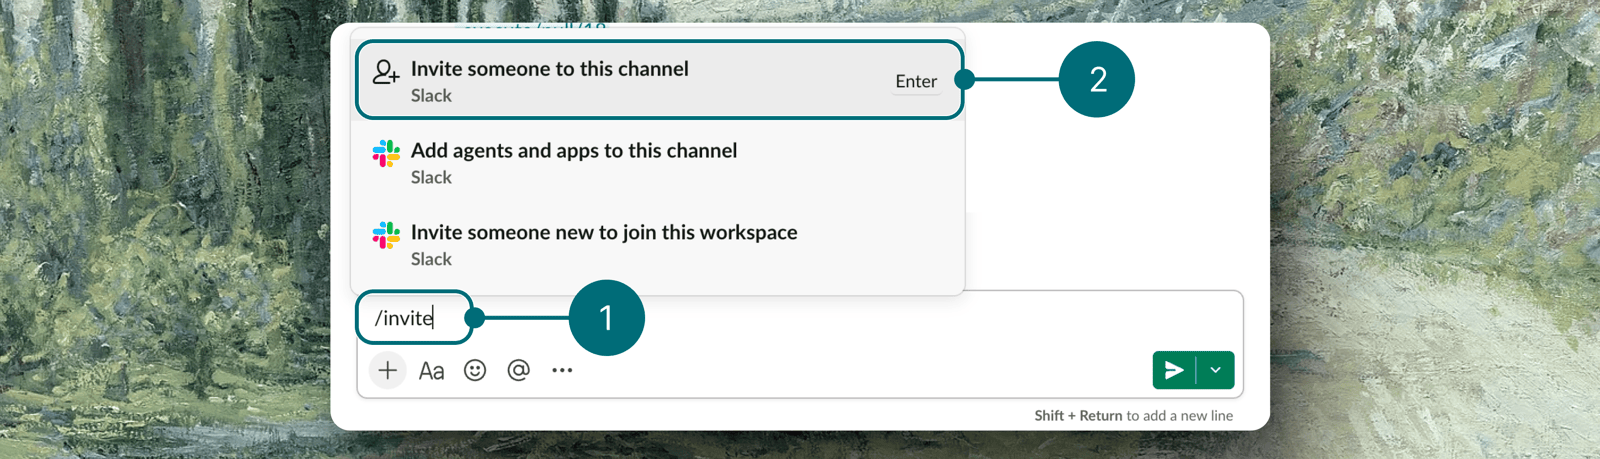 Invite someone to this channel
Slack
Enter
2
Add agents and apps to this channel
Slack
Invite someone new to join this workspace
Slack
/invite
1
Aa
Shift + Return to add a new line